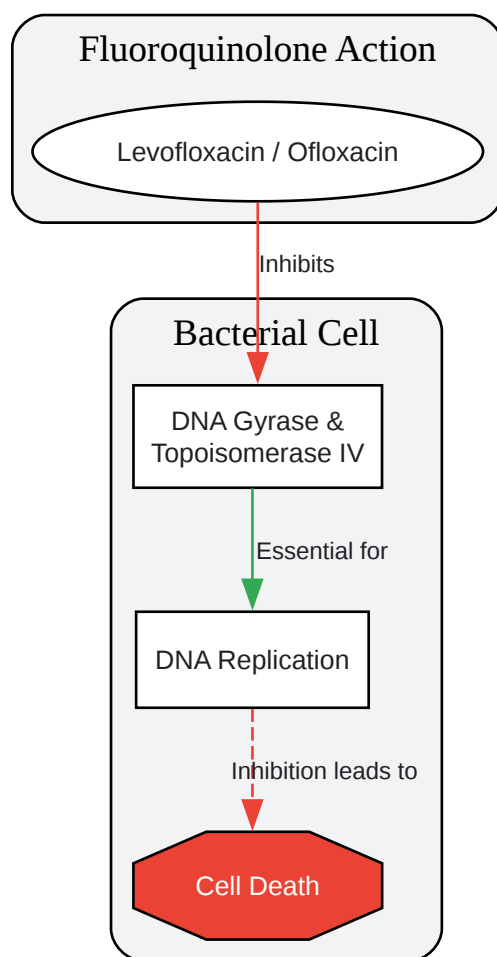 Fluoroquinolone Action
Levofloxacin / Ofloxacin
Inhibits
Bacterial Cell
DNA Gyrase &
Topoisomerase IV
Essential for
DNA Replication
Inhibition leads to
Cell Death